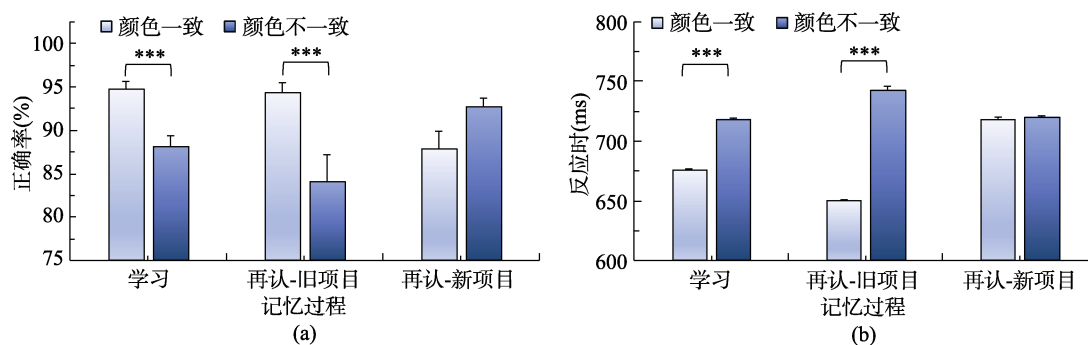 颜色一致 颜色不一致
100
95
90
85
80
75
正确率(%)
***
***
学习 再认-旧项目 再认-新项目
记忆过程
(a)
颜色一致 颜色不一致
800
750
700
650
600
反应时(ms)
***
***
学习 再认-旧项目 再认-新项目
记忆过程
(b)